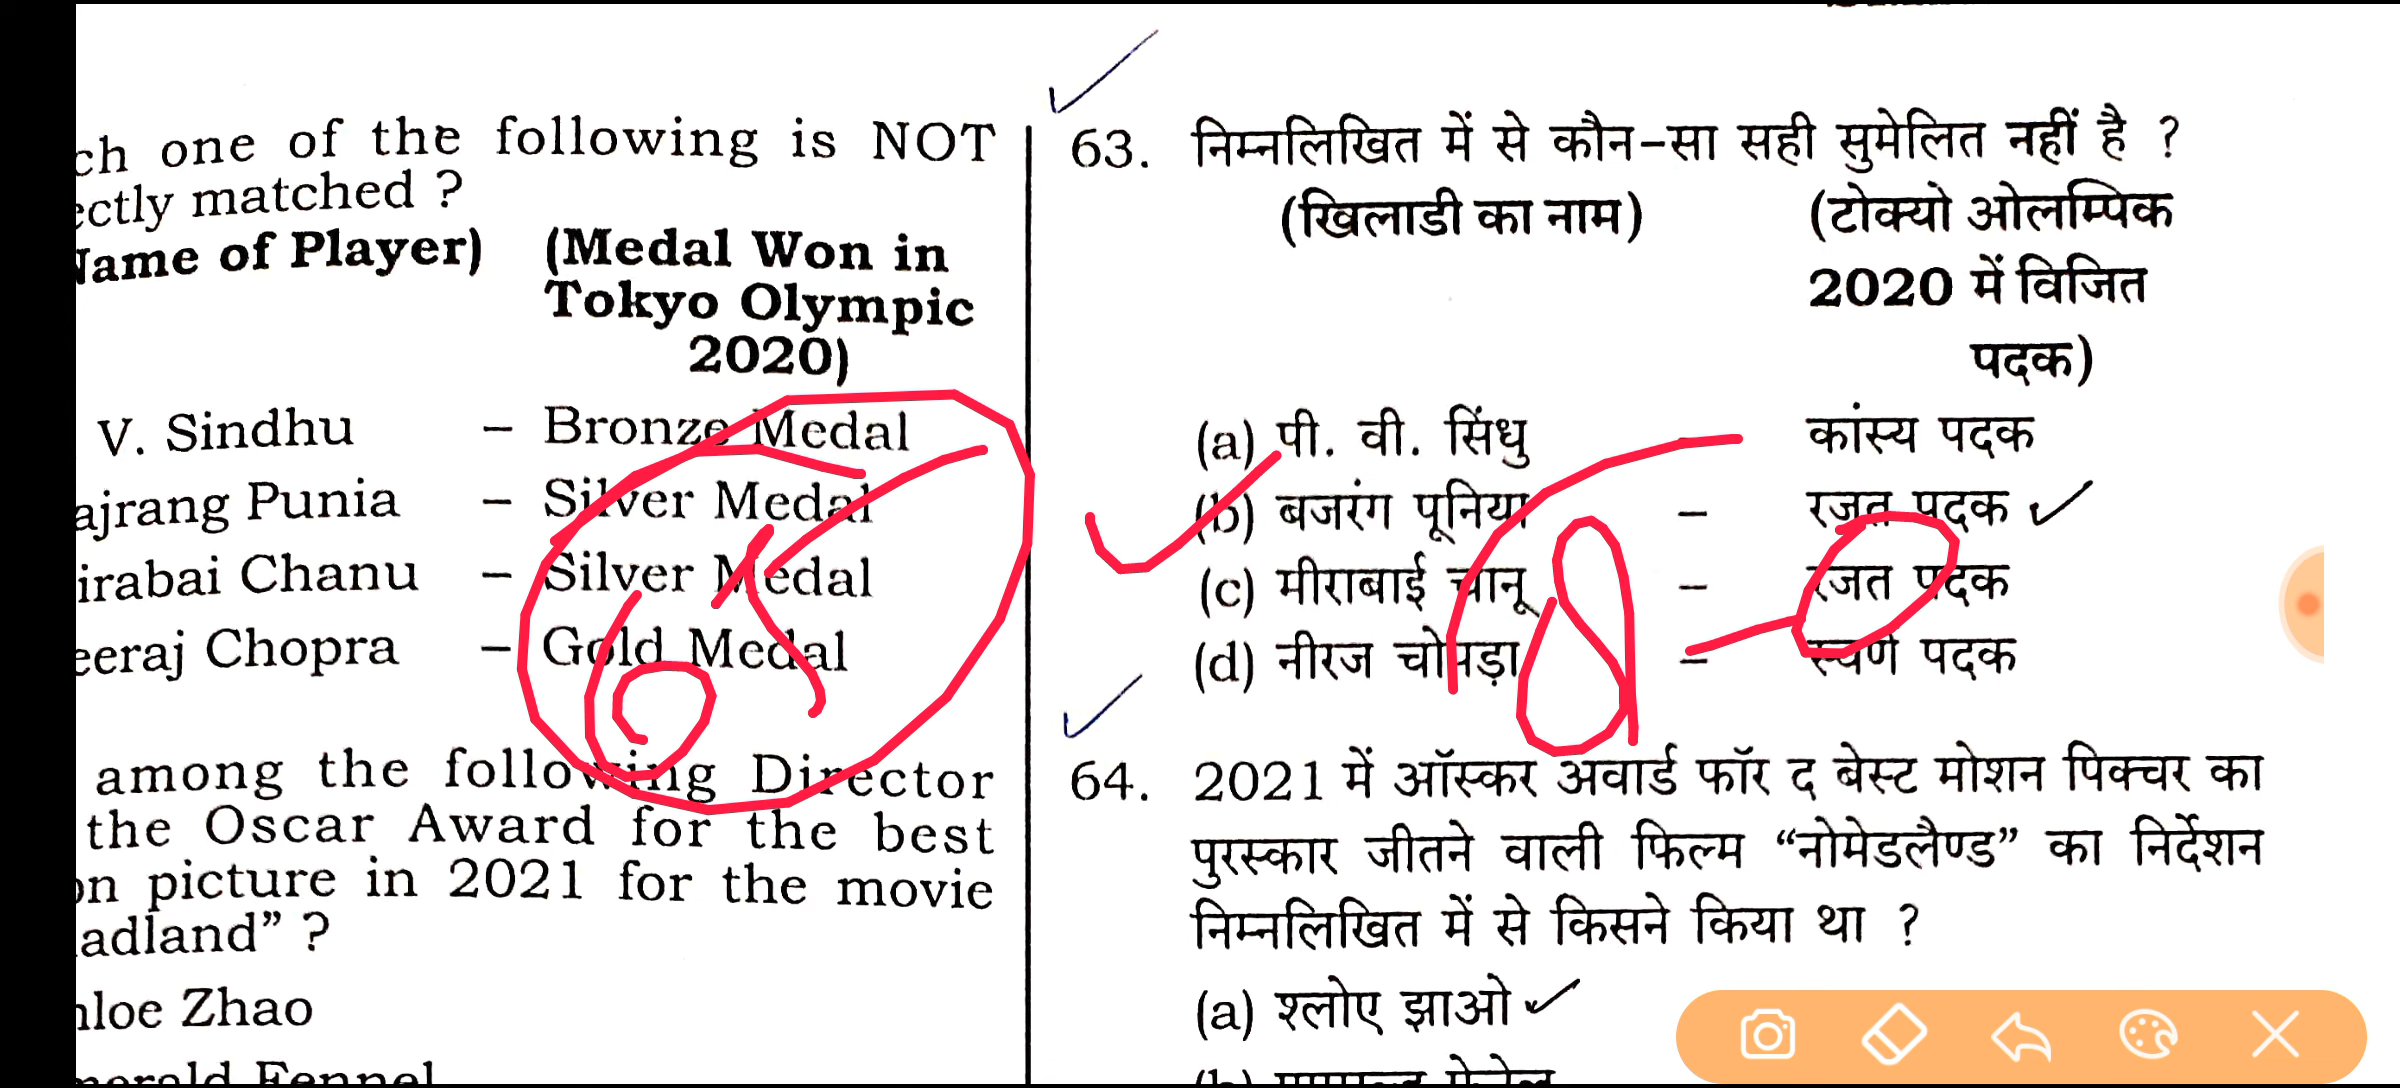 ch one of the following is NOT
ectly matched ?
Name of Player) (Medal Won in
Tokyo Olympic
2020)
V. Sindhu – Bronze Medal
ajrang Punia – Silver Medal
irabai Chanu – Silver Medal
eeraj Chopra – Gold Medal
among the following Director
the Oscar Award for the best
on picture in 2021 for the movie
adland” ?
hloe Zhao
merald Fennel
63. निम्नलिखित में से कौन-सा सही सुमेलित नहीं है ?
(खिलाडी का नाम) (टोक्यो ओलम्पिक
2020 में विजित
पदक)
(a) पी. वी. सिंधु – कांस्य पदक
(b) बजरंग पूनिया – रजत पदक
(c) मीराबाई चानू – रजत पदक
(d) नीरज चोपड़ा – स्वर्ण पदक
64. 2021 में ऑस्कर अवार्ड फॉर द बेस्ट मोशन पिक्चर का
पुरस्कार जीतने वाली फिल्म “नोमेडलैण्ड” का निर्देशन
निम्नलिखित में से किसने किया था ?
(a) श्लोए झाओ
(b)